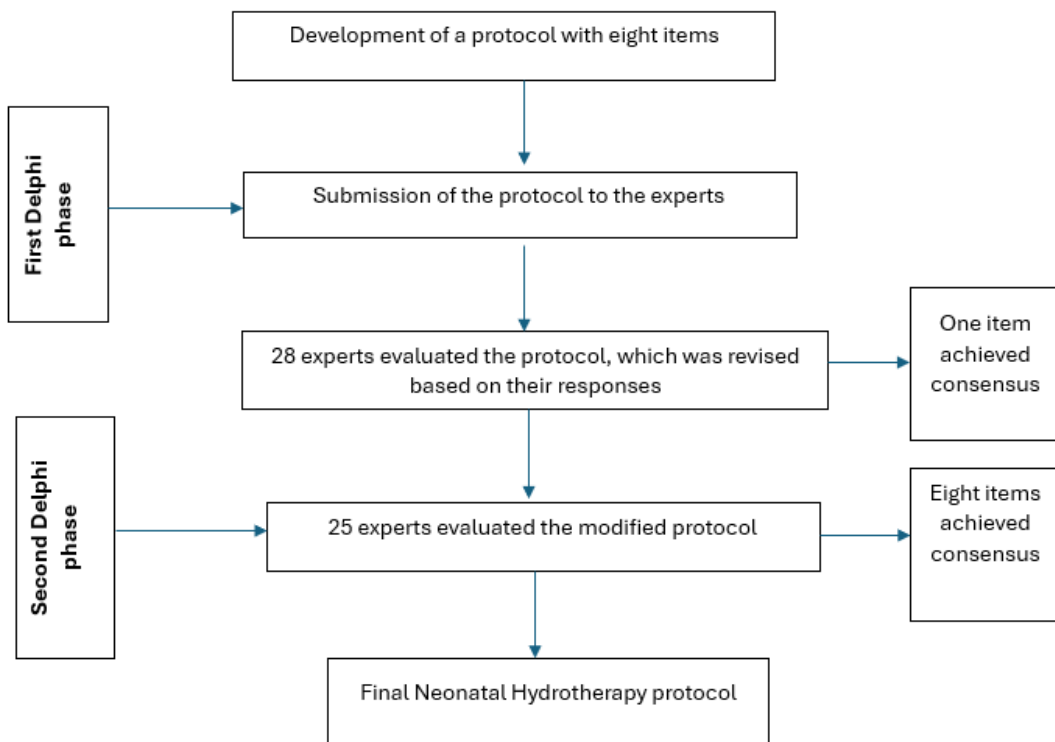 Development of a protocol with eight items
First Delphi
phase
Submission of the protocol to the experts
28 experts evaluated the protocol, which was revised
based on their responses
One item
achieved
consensus
Second Delphi
phase
25 experts evaluated the modified protocol
Eight items
achieved
consensus
Final Neonatal Hydrotherapy protocol